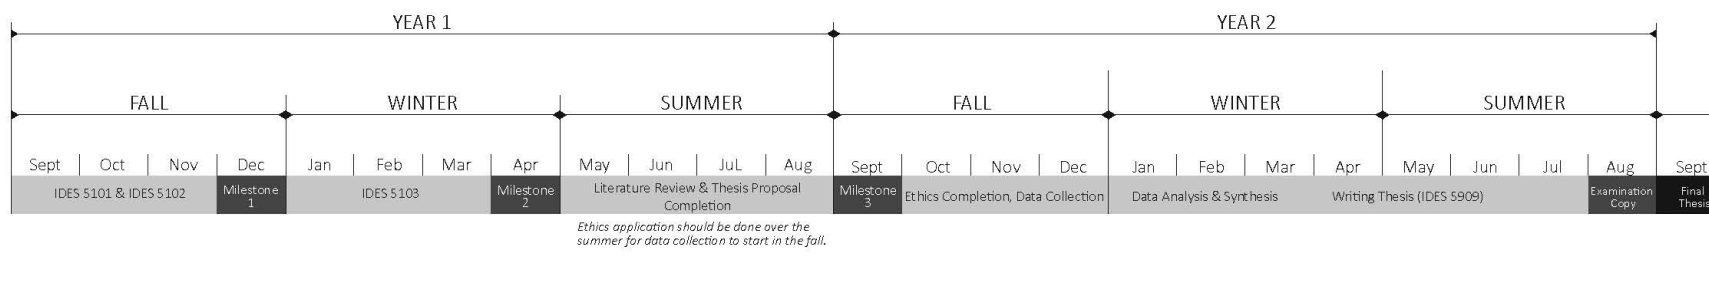 YEAR 1
YEAR 2
FALL
WINTER
SUMMER
FALL
WINTER
SUMMER
Sept
Oct
Nov
Dec
Jan
Feb
Mar
Apr
May
Jun
JuL
Aug
Sept
Oct
Nov
Dec
Jan
Feb
Mar
Apr
May
Jun
Jul
Aug
Sept
IDES 5101 & IDES 5102
Milestone
1
IDES 5103
Milestone
2
Literature Review & Thesis Proposal
Completion
Milestone
3
Ethics Completion, Data Collection
Data Analysis & Synthesis
Writing Thesis (IDES 5909)
Examination
Copy
Final
Thesis
Ethics application should be done over the
summer for data collection to start in the fall.